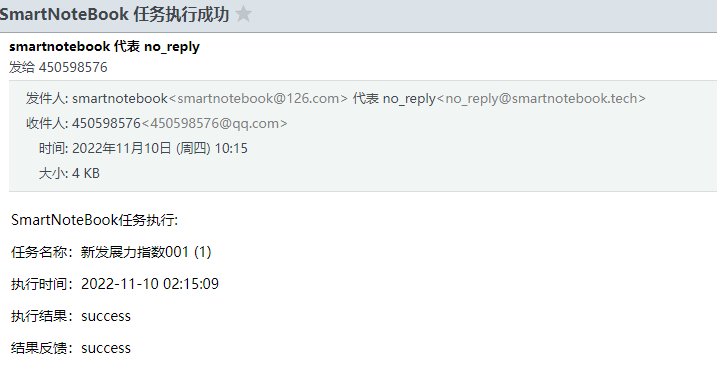 SmartNoteBook 任务执行成功
smartnotebook 代表 no_reply
发给 450598576
发件人: smartnotebook<smartnotebook@126.com> 代表 no_reply<no_reply@smartnotebook.tech>
收件人: 450598576<450598576@qq.com>
时间: 2022年11月10日 (周四) 10:15
大小: 4 KB
SmartNoteBook任务执行:
任务名称：新发展力指数001 (1)
执行时间：2022-11-10 02:15:09
执行结果：success
结果反馈：success